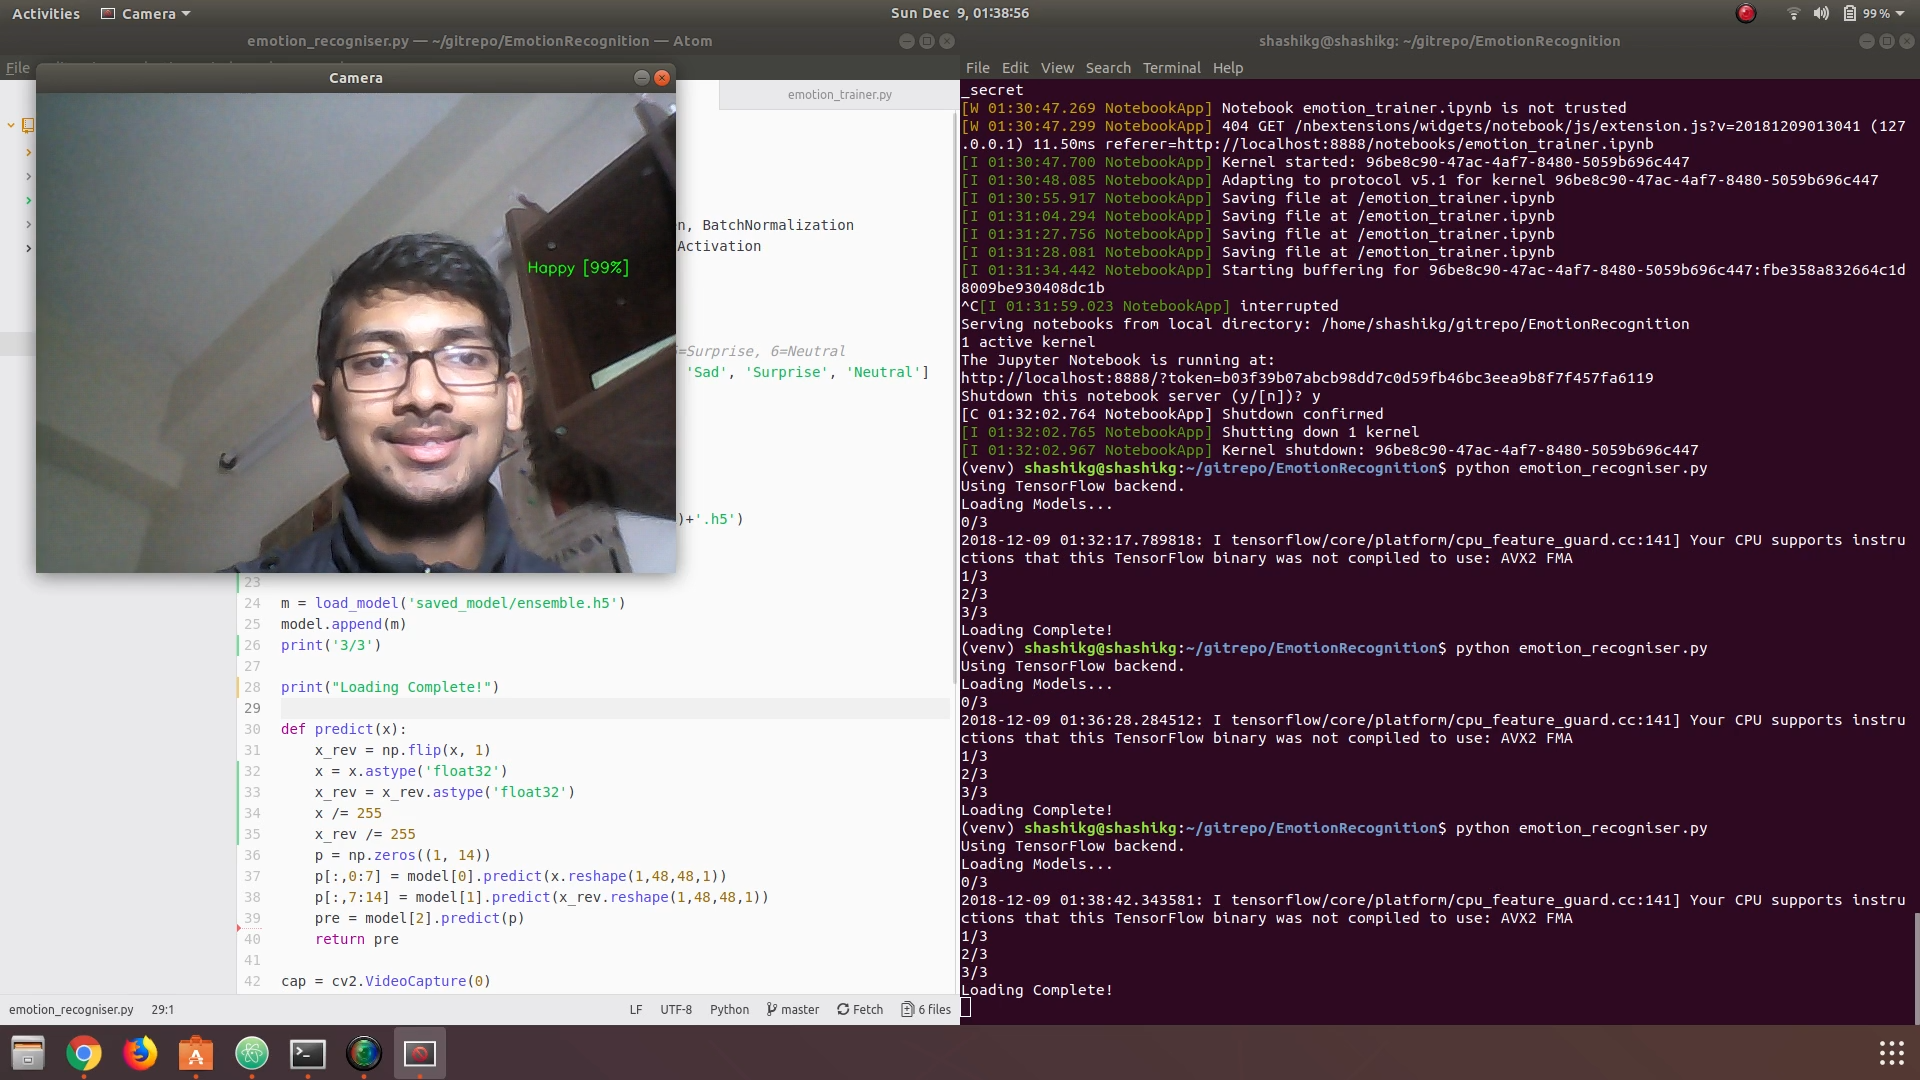 Activities
Camera
Sun Dec 9, 01:38:56
99 %
emotion_recogniser.py — ~/gitrepo/EmotionRecognition — Atom
File
Camera
Happy [99%]
emotion_trainer.py
n, BatchNormalization
Activation
=Surprise, 6=Neutral
'Sad', 'Surprise', 'Neutral']
)+'.h5')
23
24 m = load_model('saved_model/ensemble.h5')
25 model.append(m)
26 print('3/3')
27
28 print("Loading Complete!")
29
30 def predict(x):
31 x_rev = np.flip(x, 1)
32 x = x.astype('float32')
33 x_rev = x_rev.astype('float32')
34 x /= 255
35 x_rev /= 255
36 p = np.zeros((1, 14))
37 p[:,0:7] = model[0].predict(x.reshape(1,48,48,1))
38 p[:,7:14] = model[1].predict(x_rev.reshape(1,48,48,1))
39 pre = model[2].predict(p)
40 return pre
41
42 cap = cv2.VideoCapture(0)
emotion_recogniser.py 29:1 LF UTF-8 Python master Fetch 6 files
shashikg@shashikg: ~/gitrepo/EmotionRecognition
File Edit View Search Terminal Help
_secret
[W 01:30:47.269 NotebookApp] Notebook emotion_trainer.ipynb is not trusted
[W 01:30:47.299 NotebookApp] 404 GET /nbextensions/widgets/notebook/js/extension.js?v=20181209013041 (127
.0.0.1) 11.50ms referer=http://localhost:8888/notebooks/emotion_trainer.ipynb
[I 01:30:47.700 NotebookApp] Kernel started: 96be8c90-47ac-4af7-8480-5059b696c447
[I 01:30:48.085 NotebookApp] Adapting to protocol v5.1 for kernel 96be8c90-47ac-4af7-8480-5059b696c447
[I 01:30:55.917 NotebookApp] Saving file at /emotion_trainer.ipynb
[I 01:31:04.294 NotebookApp] Saving file at /emotion_trainer.ipynb
[I 01:31:27.756 NotebookApp] Saving file at /emotion_trainer.ipynb
[I 01:31:28.081 NotebookApp] Saving file at /emotion_trainer.ipynb
[I 01:31:34.442 NotebookApp] Starting buffering for 96be8c90-47ac-4af7-8480-5059b696c447:fbe358a832664c1d
8009be930408dc1b
^C[I 01:31:59.023 NotebookApp] interrupted
Serving notebooks from local directory: /home/shashikg/gitrepo/EmotionRecognition
1 active kernel
The Jupyter Notebook is running at:
http://localhost:8888/?token=b03f39b07abcb98dd7c0d59fb46bc3eea9b8f7f457fa6119
Shutdown this notebook server (y/[n])? y
[C 01:32:02.764 NotebookApp] Shutdown confirmed
[I 01:32:02.765 NotebookApp] Shutting down 1 kernel
[I 01:32:02.967 NotebookApp] Kernel shutdown: 96be8c90-47ac-4af7-8480-5059b696c447
(venv) shashikg@shashikg:~/gitrepo/EmotionRecognition$ python emotion_recogniser.py
Using TensorFlow backend.
Loading Models...
0/3
2018-12-09 01:32:17.789818: I tensorflow/core/platform/cpu_feature_guard.cc:141] Your CPU supports instru
ctions that this TensorFlow binary was not compiled to use: AVX2 FMA
1/3
2/3
3/3
Loading Complete!
(venv) shashikg@shashikg:~/gitrepo/EmotionRecognition$ python emotion_recogniser.py
Using TensorFlow backend.
Loading Models...
0/3
2018-12-09 01:36:28.284512: I tensorflow/core/platform/cpu_feature_guard.cc:141] Your CPU supports instru
ctions that this TensorFlow binary was not compiled to use: AVX2 FMA
1/3
2/3
3/3
Loading Complete!
(venv) shashikg@shashikg:~/gitrepo/EmotionRecognition$ python emotion_recogniser.py
Using TensorFlow backend.
Loading Models...
0/3
2018-12-09 01:38:42.343581: I tensorflow/core/platform/cpu_feature_guard.cc:141] Your CPU supports instru
ctions that this TensorFlow binary was not compiled to use: AVX2 FMA
1/3
2/3
3/3
Loading Complete!